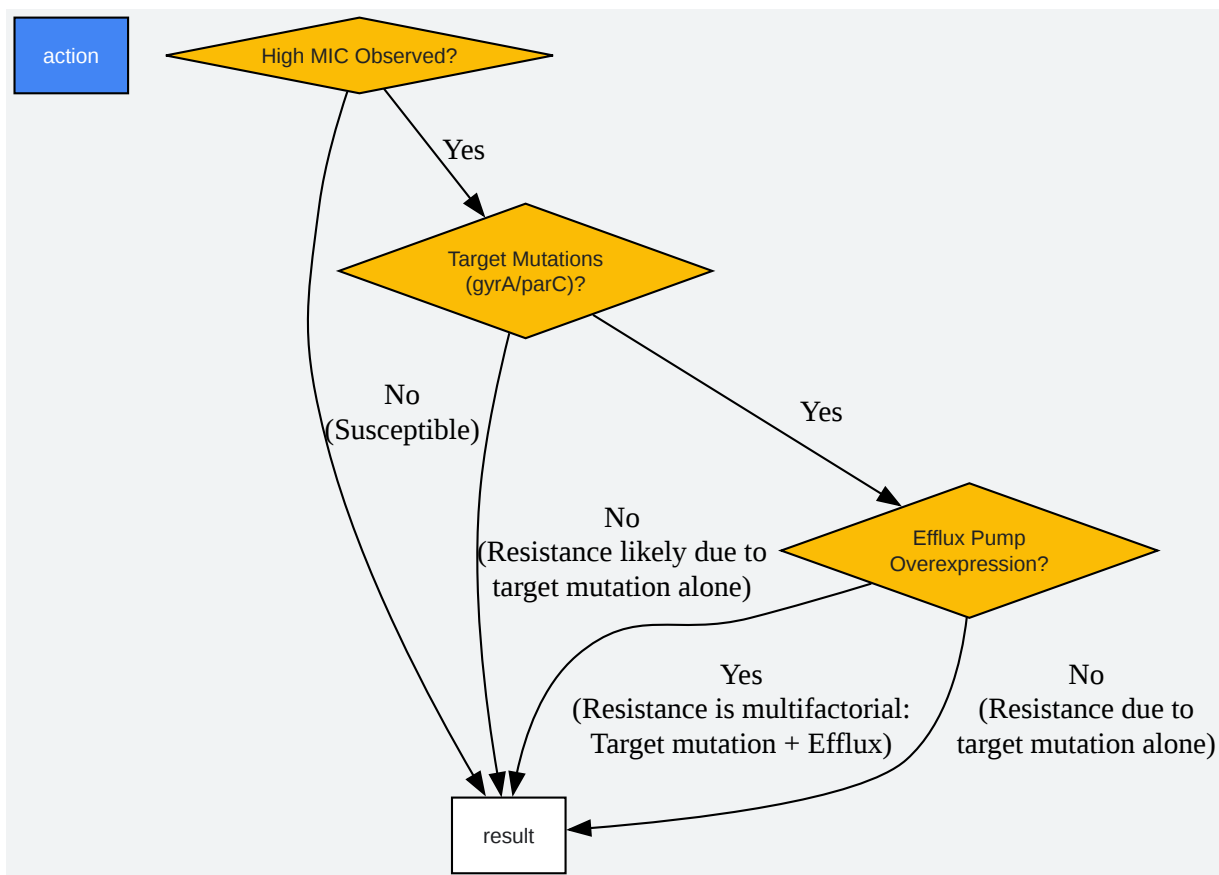 action
High MIC Observed?
Yes
Target Mutations
(gyrA/parC)?
No
(Susceptible)
Yes
No
(Resistance likely due to
target mutation alone)
Efflux Pump
Overexpression?
Yes
(Resistance is multifactorial:
Target mutation + Efflux)
No
(Resistance due to
target mutation alone)
result